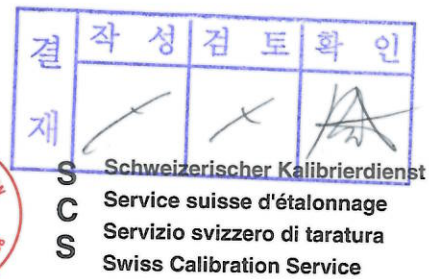 결재 작성 검토 확인
S Schweizerischer Kalibrierdienst
C Service suisse d'étalonnage
S Servizio svizzero di taratura
Swiss Calibration Service